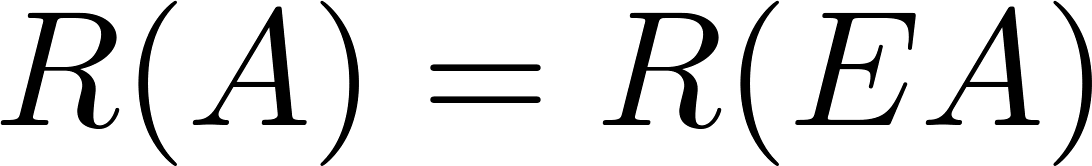 R(A) = R(EA)